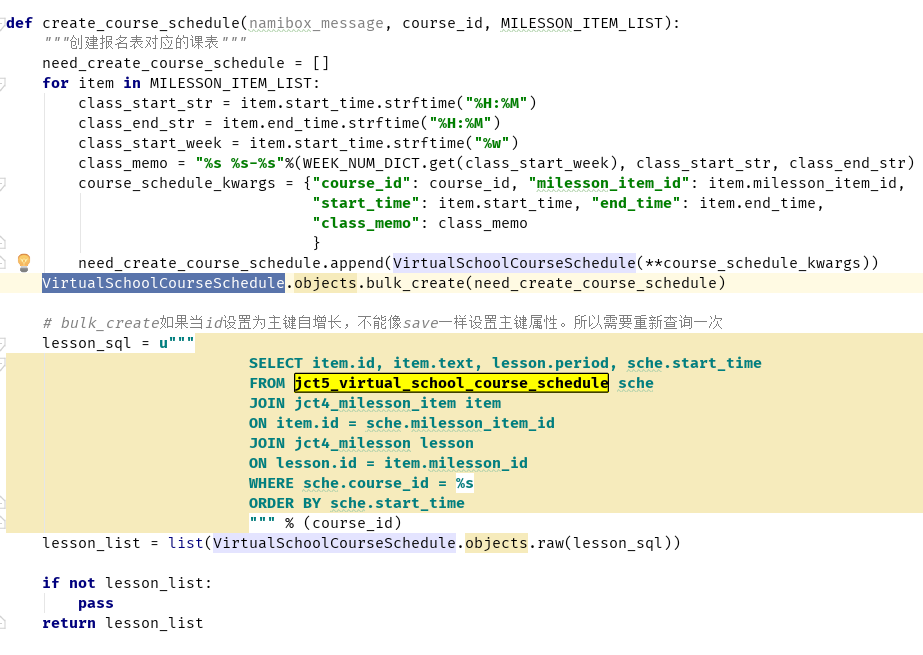 def create_course_schedule(namibox_message, course_id, MILESSON_ITEM_LIST):
    """创建报名表对应的课表"""
    need_create_course_schedule = []
    for item in MILESSON_ITEM_LIST:
        class_start_str = item.start_time.strftime("%H:%M")
        class_end_str = item.end_time.strftime("%H:%M")
        class_start_week = item.start_time.strftime("%w")
        class_memo = "%s %s-%s"%(WEEK_NUM_DICT.get(class_start_week), class_start_str, class_end_str)
        course_schedule_kwargs = {"course_id": course_id, "milesson_item_id": item.milesson_item_id,
                                  "start_time": item.start_time, "end_time": item.end_time,
                                  "class_memo": class_memo
                                  }
        need_create_course_schedule.append(VirtualSchoolCourseSchedule(**course_schedule_kwargs))
    VirtualSchoolCourseSchedule.objects.bulk_create(need_create_course_schedule)
    # bulk_create如果当id设置为主键自增长，不能像save一样设置主键属性。所以需要重新查询一次
    lesson_sql = u"""
                           SELECT item.id, item.text, lesson.period, sche.start_time
                           FROM jct5_virtual_school_course_schedule sche
                           JOIN jct4_milesson_item item
                           ON item.id = sche.milesson_item_id
                           JOIN jct4_milesson lesson
                           ON lesson.id = item.milesson_id
                           WHERE sche.course_id = %s
                           ORDER BY sche.start_time
                           """ % (course_id)
    lesson_list = list(VirtualSchoolCourseSchedule.objects.raw(lesson_sql))
    if not lesson_list:
        pass
    return lesson_list